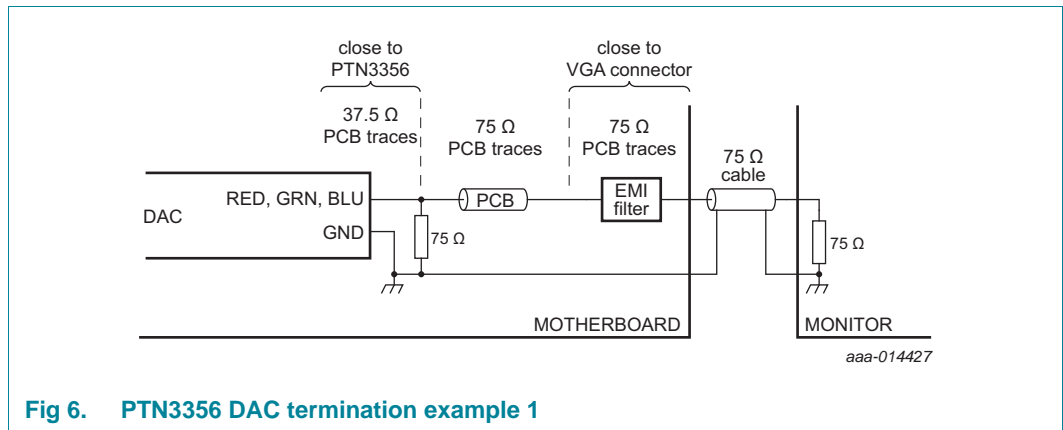 close to
PTN3356
close to
VGA connector
37.5 Ω
PCB traces
75 Ω
PCB traces
75 Ω
PCB traces
75 Ω
cable
RED, GRN, BLU
PCB
EMI
filter
DAC
GND
75 Ω
75 Ω
MOTHERBOARD
MONITOR
aaa-014427
Fig 6. PTN3356 DAC termination example 1